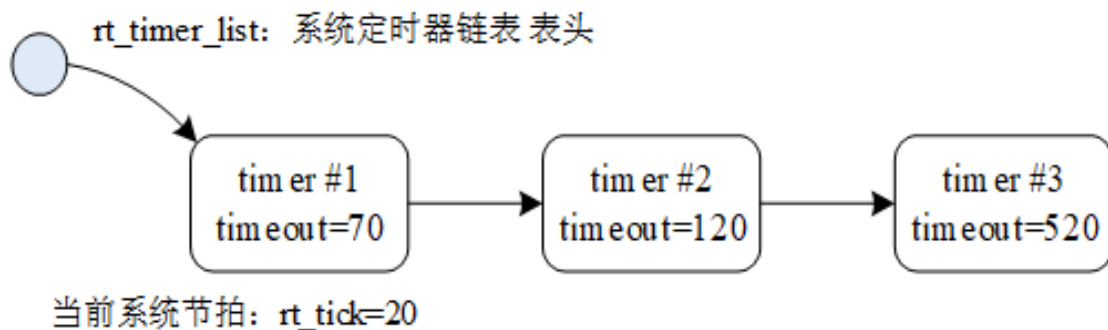 rt_timer_list：系统定时器链表 表头
timer #1
timeout=70
timer #2
timeout=120
timer #3
timeout=520
当前系统节拍：rt_tick=20